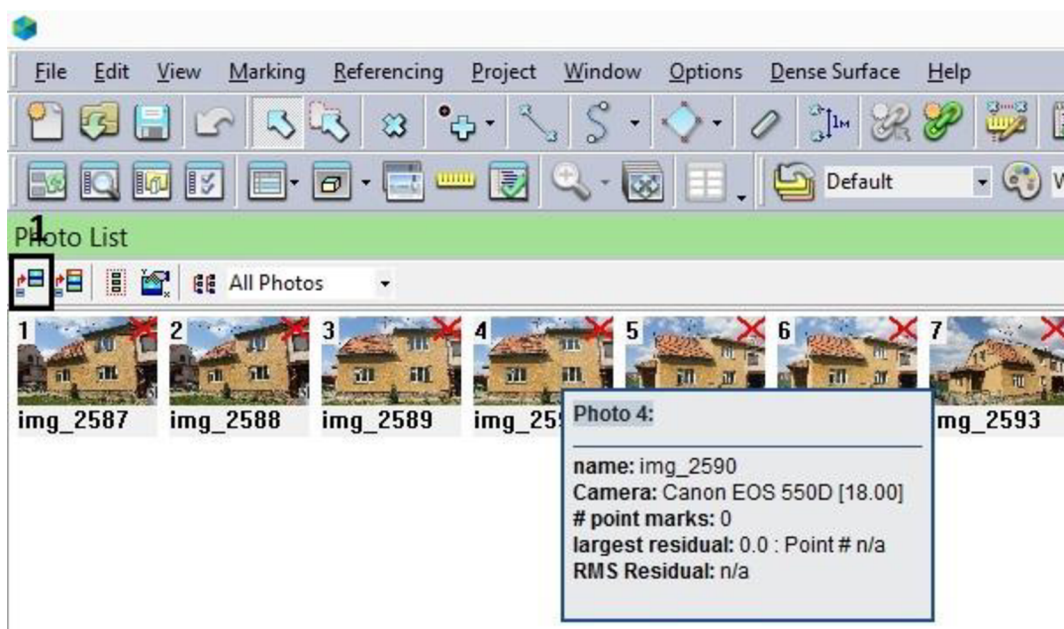 File Edit View Marking Referencing Project Window Options Dense Surface Help
1M
Default
1
Photo List
All Photos
1 2 3 4 5 6 7
img_2587 img_2588 img_2589 img_25 mg_2593
Photo 4:
name: img_2590
Camera: Canon EOS 550D [18.00]
# point marks: 0
largest residual: 0.0 : Point # n/a
RMS Residual: n/a